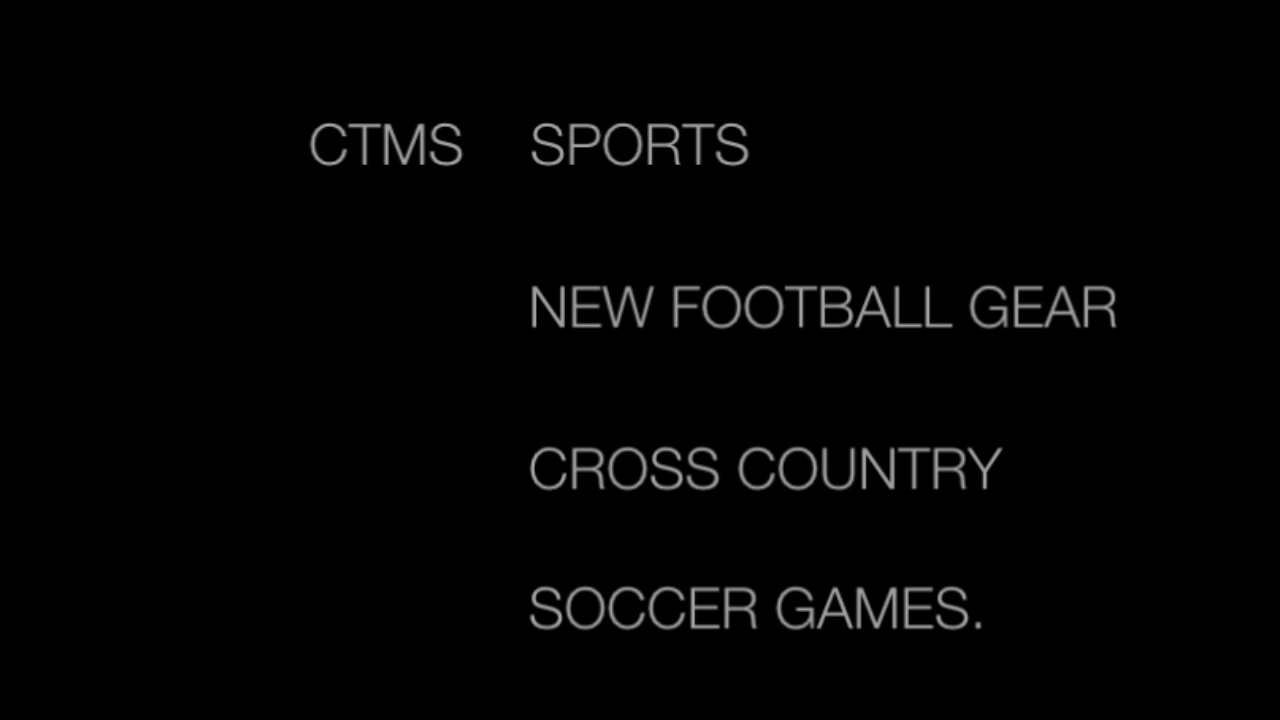 CTMS SPORTS
NEW FOOTBALL GEAR
CROSS COUNTRY
SOCCER GAMES.